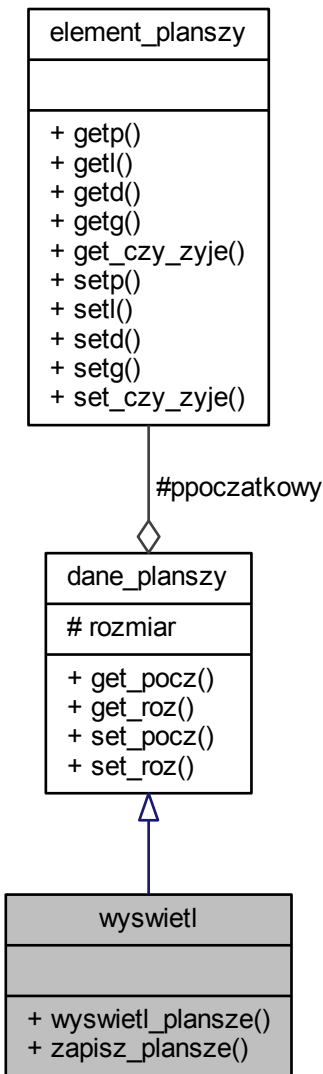 element_planszy
+ getp()
+ getl()
+ getd()
+ getg()
+ get_czy_zyje()
+ setp()
+ setl()
+ setd()
+ setg()
+ set_czy_zyje()
#ppoczatkowy
dane_planszy
# rozmiar
+ get_pocz()
+ get_roz()
+ set_pocz()
+ set_roz()
wyswietl
+ wyswietl_plansze()
+ zapisz_plansze()